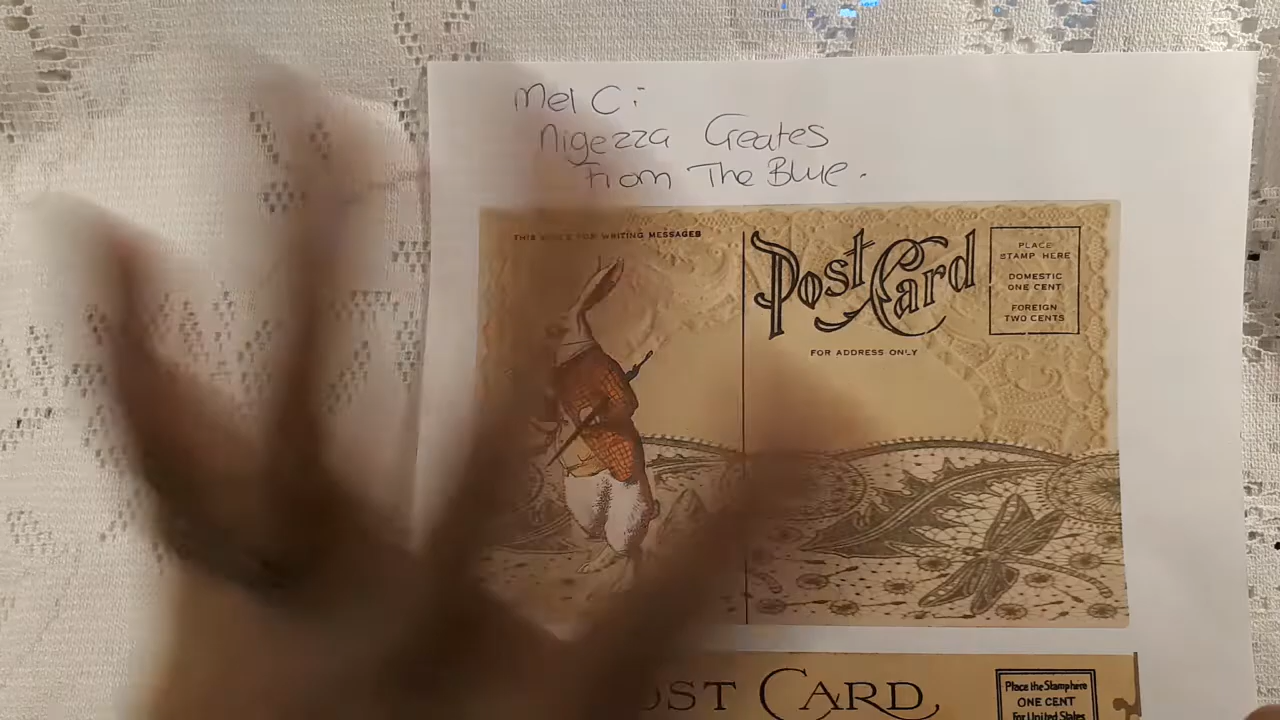 Mel C:
Nigezza Creates
From The Blue.
THIS SPACE FOR WRITING MESSAGES
Post Card
FOR ADDRESS ONLY
PLACE
STAMP HERE
DOMESTIC
ONE CENT
FOREIGN
TWO CENTS
CARD
Place the Stamp here
ONE CENT
For United States